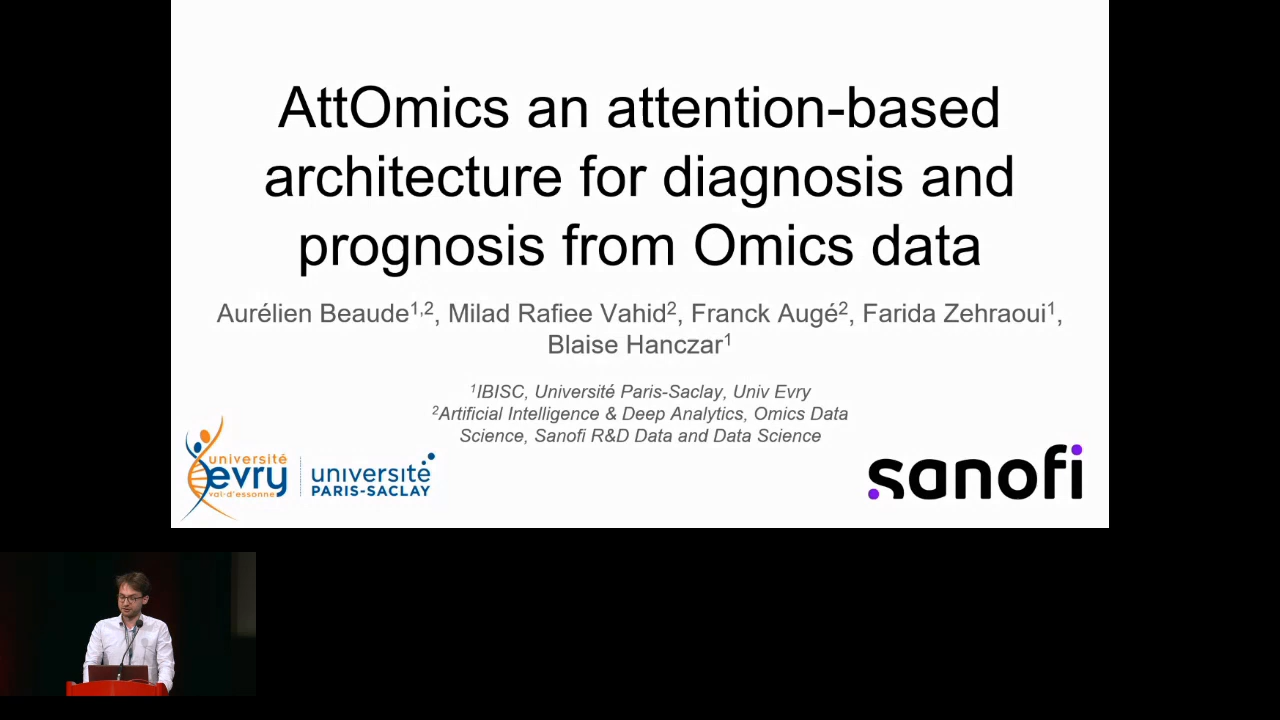 AttOmics an attention-based
architecture for diagnosis and
prognosis from Omics data
Aurélien Beaude1,2, Milad Rafiee Vahid2, Franck Augé2, Farida Zehraoui1,
Blaise Hanczar1
1IBISC, Université Paris-Saclay, Univ Evry
2Artificial Intelligence & Deep Analytics, Omics Data
Science, Sanofi R&D Data and Data Science
université
evry
val-d'essonne
université
PARIS-SACLAY
sanofi